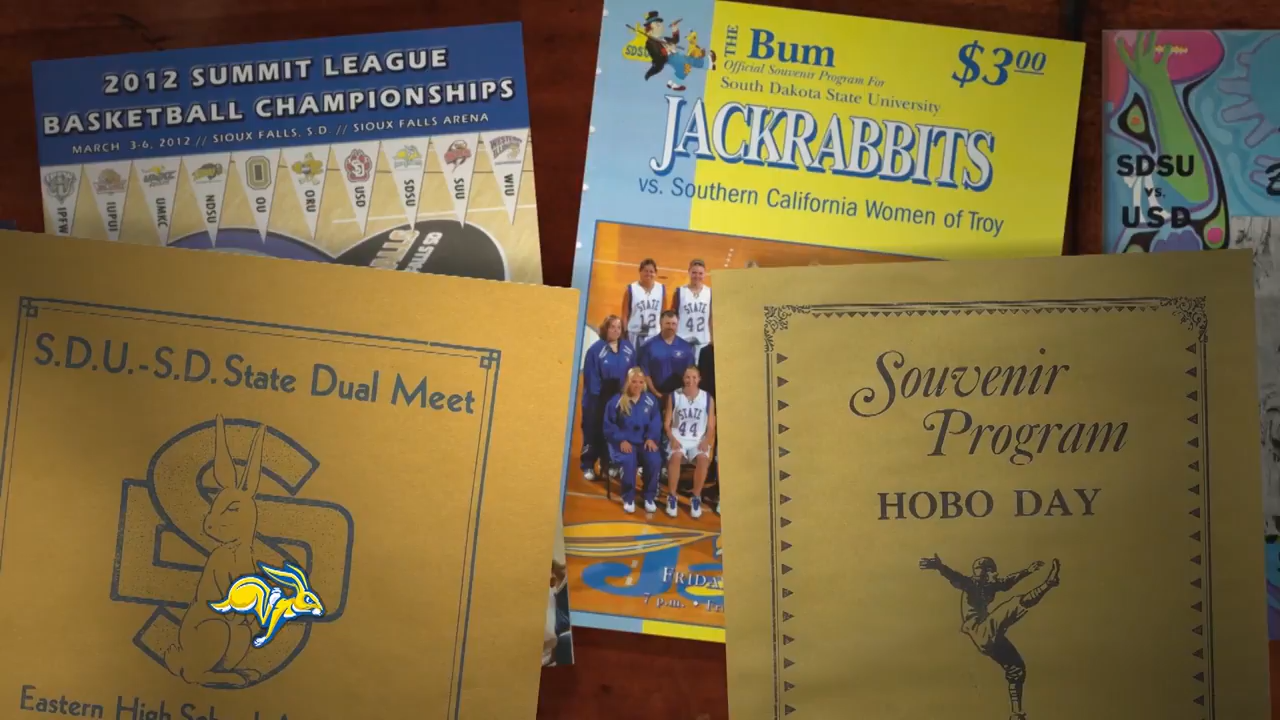 2012 SUMMIT LEAGUE
BASKETBALL CHAMPIONSHIPS
MARCH 3-6, 2012 // SIOUX FALLS, S.D. // SIOUX FALLS ARENA
IPFW
IUPUI
UMKC
NDSU
OU
ORU
USD
SDSU
SUU
WIU
SDSU
THE Bum
$3.00
Official Souvenir Program For
South Dakota State University
JACKRABBITS
vs. Southern California Women of Troy
STATE
12
STATE
42
STATE
44
7 p.m. •
SDSU
vs.
USD
S.D.U.-S.D. State Dual Meet
Eastern High
Souvenir
Program
HOBO DAY